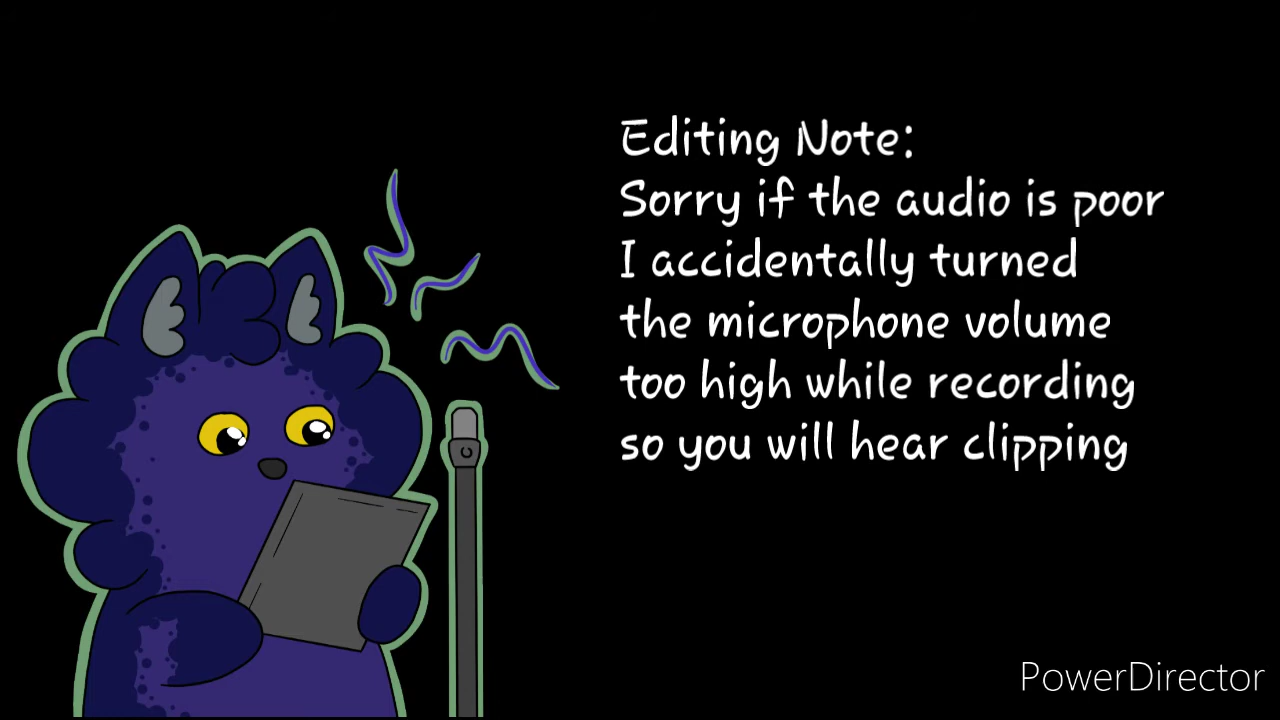 Editing Note:
Sorry if the audio is poor
I accidentally turned
the microphone volume
too high while recording
so you will hear clipping
PowerDirector